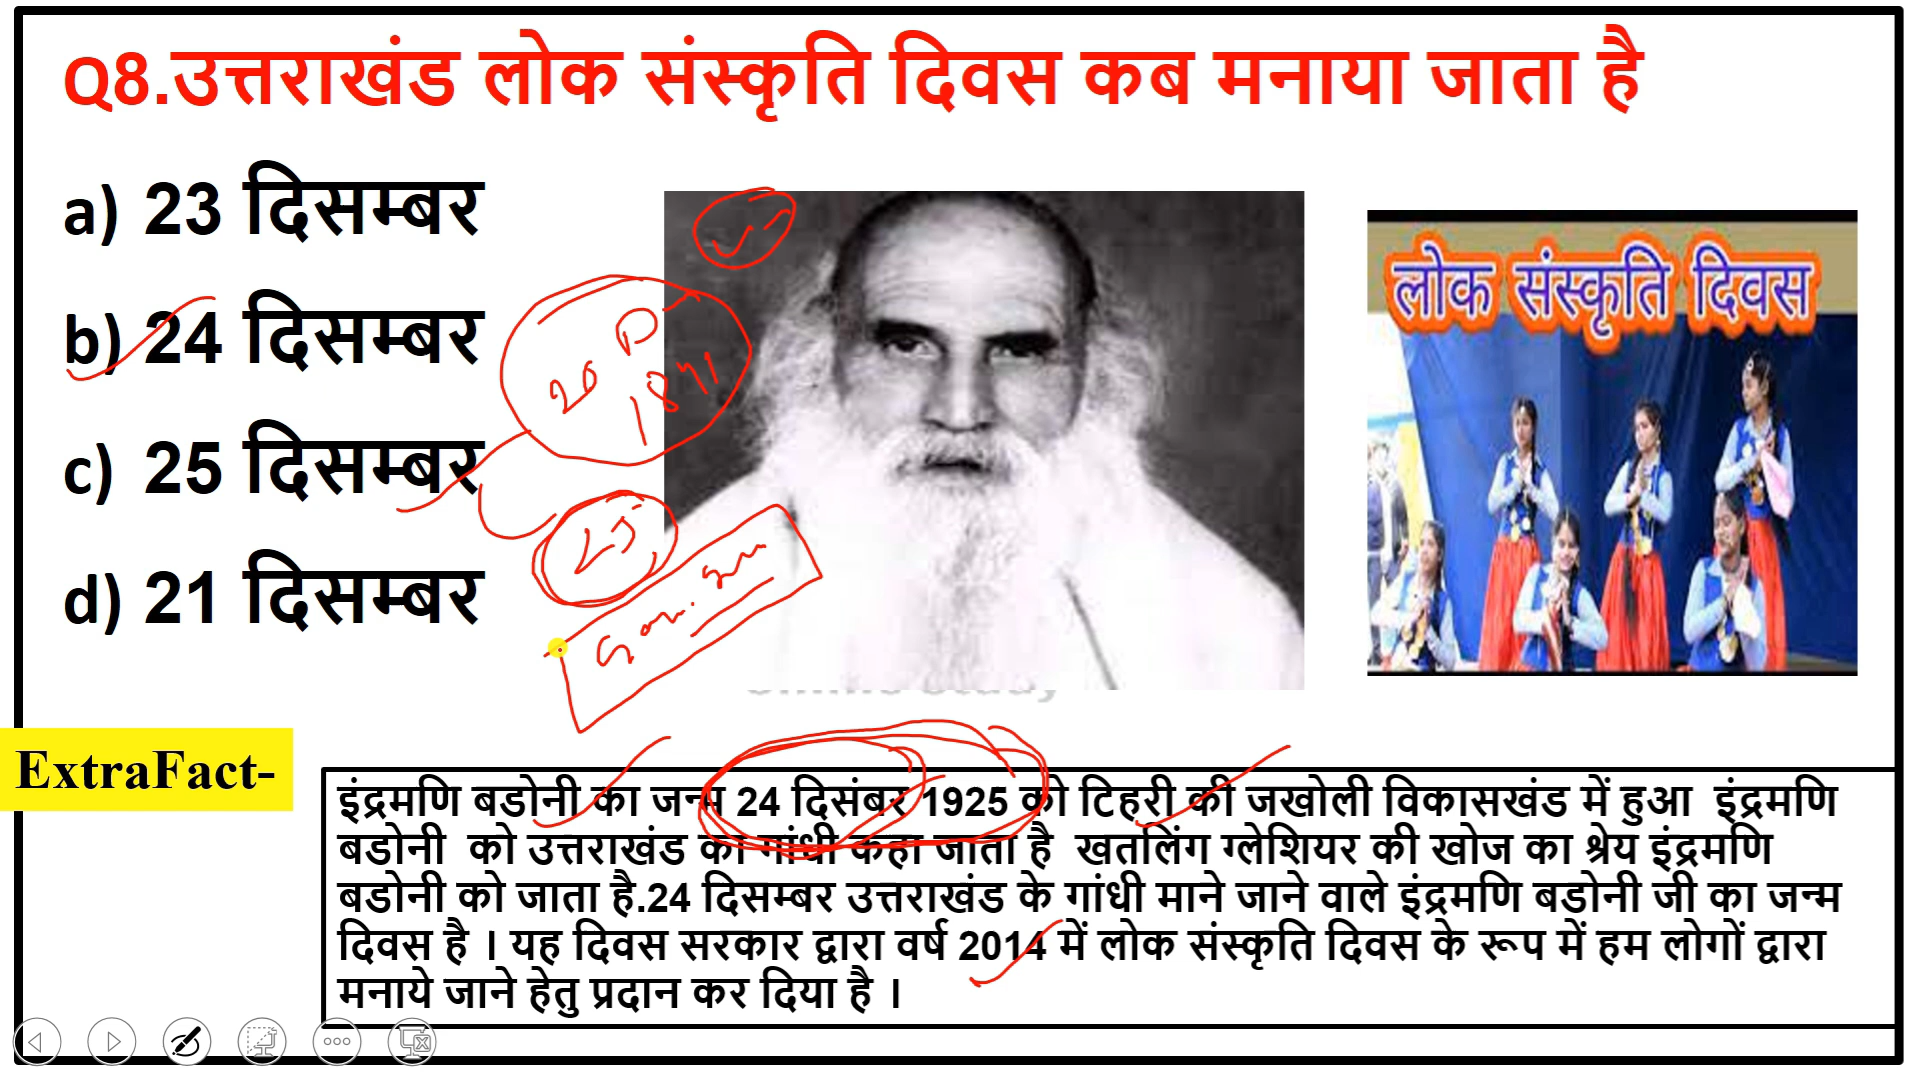 Q8.उत्तराखंड लोक संस्कृति दिवस कब मनाया जाता है
a) 23 दिसम्बर
b) 24 दिसम्बर
c) 25 दिसम्बर
d) 21 दिसम्बर
लोक संस्कृति दिवस
20
25
ExtraFact-
इंद्रमणि बडोनी का जन्म 24 दिसंबर 1925 को टिहरी की जखोली विकासखंड में हुआ इंद्रमणि
बडोनी को उत्तराखंड का गांधी कहा जाता है खतलिंग ग्लेशियर की खोज का श्रेय इंद्रमणि
बडोनी को जाता है.24 दिसम्बर उत्तराखंड के गांधी माने जाने वाले इंद्रमणि बडोनी जी का जन्म
दिवस है । यह दिवस सरकार द्वारा वर्ष 2014 में लोक संस्कृति दिवस के रूप में हम लोगों द्वारा
मनाये जाने हेतु प्रदान कर दिया है ।